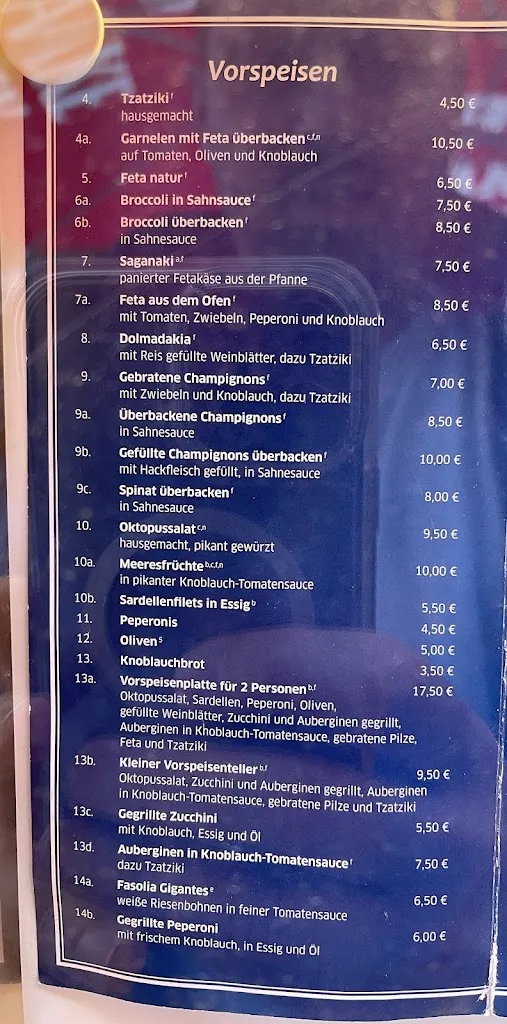 Vorspeisen
4. Tzatziki f 4,50 €
hausgemacht
4a. Garnelen mit Feta überbacken c,f,n 10,50 €
auf Tomaten, Oliven und Knoblauch
5. Feta natur f 6,50 €
6a. Broccoli in Sahnsauce f 7,50 €
6b. Broccoli überbacken f 8,50 €
in Sahnesauce
7. Saganaki a,f 7,50 €
panierter Fetakäse aus der Pfanne
7a. Feta aus dem Ofen f 8,50 €
mit Tomaten, Zwiebeln, Peperoni und Knoblauch
8. Dolmadakia f 6,50 €
mit Reis gefüllte Weinblätter, dazu Tzatziki
9. Gebratene Champignons f 7,00 €
mit Zwiebeln und Knoblauch, dazu Tzatziki
9a. Überbackene Champignons f 8,50 €
in Sahnesauce
9b. Gefüllte Champignons überbacken f 10,00 €
mit Hackfleisch gefüllt, in Sahnesauce
9c. Spinat überbacken f 8,00 €
in Sahnesauce
10. Oktopussalat c,n 9,50 €
hausgemacht, pikant gewürzt
10a. Meeresfrüchte b,c,f,n 10,00 €
in pikanter Knoblauch-Tomatensauce
10b. Sardellenfilets in Essig b 5,50 €
11. Peperonis 4,50 €
12. Oliven 5 5,00 €
13. Knoblauchbrot 3,50 €
13a. Vorspeisenplatte für 2 Personen b,f 17,50 €
Oktopussalat, Sardellen, Peperoni, Oliven,
gefüllte Weinblätter, Zucchini und Auberginen gegrillt,
Auberginen in Knoblauch-Tomatensauce, gebratene Pilze,
Feta und Tzatziki
13b. Kleiner Vorspeisenteller b,f 9,50 €
Oktopussalat, Zucchini und Auberginen gegrillt, Auberginen
in Knoblauch-Tomatensauce, gebratene Pilze und Tzatziki
13c. Gegrillte Zucchini 5,50 €
mit Knoblauch, Essig und Öl
13d. Auberginen in Knoblauch-Tomatensauce f 7,50 €
dazu Tzatziki
14a. Fasolia Gigantes e 6,50 €
weiße Riesenbohnen in feiner Tomatensauce
14b. Gegrillte Peperoni 6,00 €
mit frischem Knoblauch, in Essig und Öl